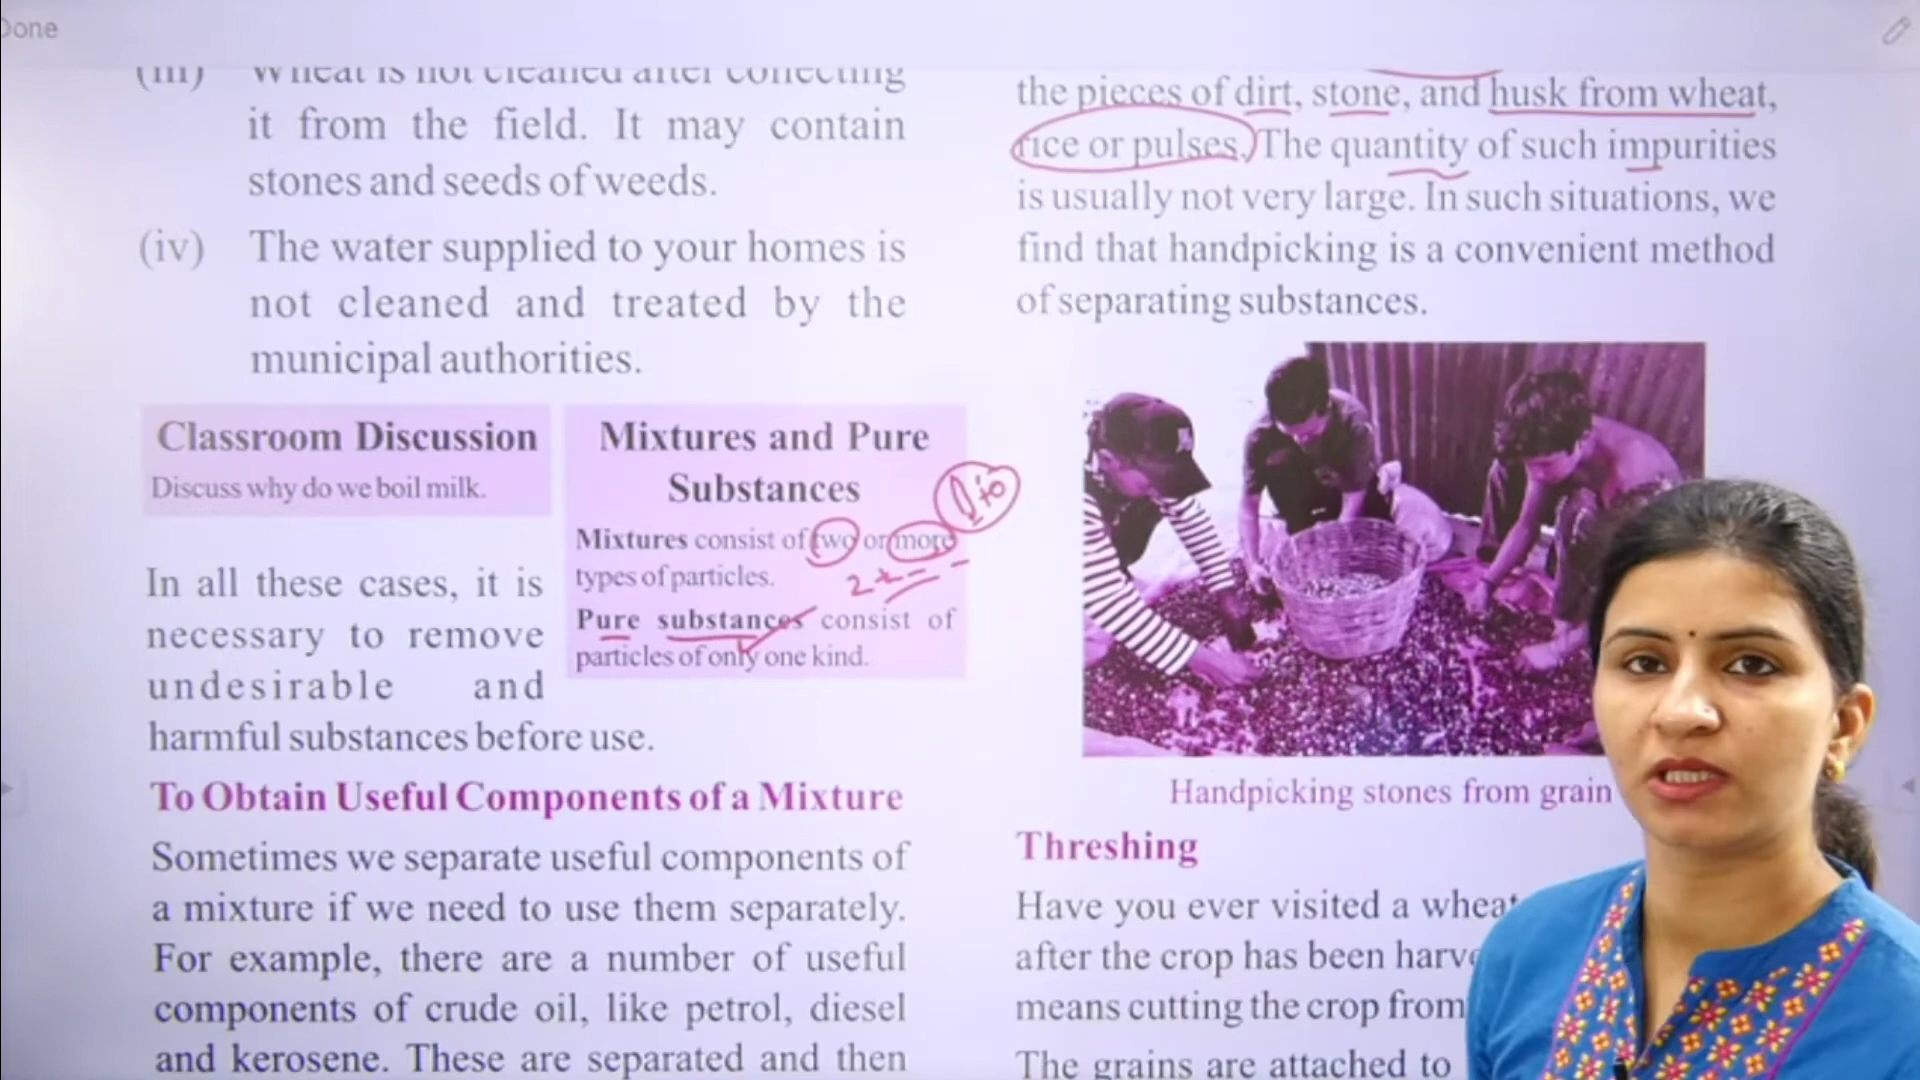 Done
(iii) Wheat is not cleaned after collecting
it from the field. It may contain
stones and seeds of weeds.
(iv) The water supplied to your homes is
not cleaned and treated by the
municipal authorities.
Classroom Discussion
Discuss why do we boil milk.
Mixtures and Pure
Substances
Mixtures consist of two or more
types of particles.
Pure substances consist of
particles of only one kind.
In all these cases, it is
necessary to remove
undesirable and
harmful substances before use.
To Obtain Useful Components of a Mixture
Sometimes we separate useful components of
a mixture if we need to use them separately.
For example, there are a number of useful
components of crude oil, like petrol, diesel
and kerosene. These are separated and then
the pieces of dirt, stone, and husk from wheat,
rice or pulses. The quantity of such impurities
is usually not very large. In such situations, we
find that handpicking is a convenient method
of separating substances.
Handpicking stones from grain
Threshing
Have you ever visited a wheat
after the crop has been harve
means cutting the crop from
The grains are attached to